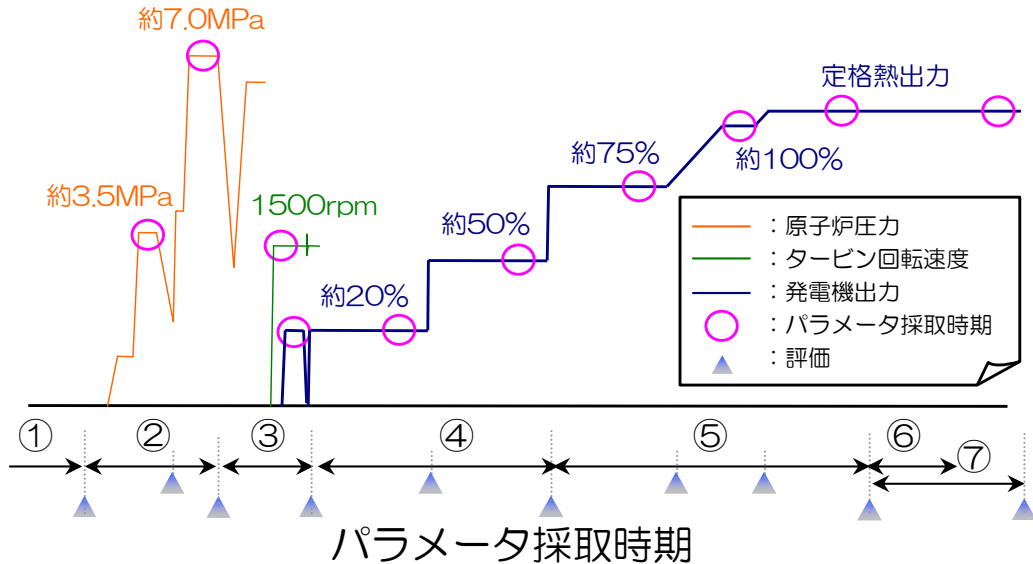 約7.0MPa
定格熱出力
約75%
約100%
約3.5MPa
1500rpm
約50%
約20%
:原子炉圧力
:タービン回転速度
:発電機出力
:パラメータ採取時期
:評価
① ② ③ ④ ⑤ ⑥
⑦
パラメータ採取時期